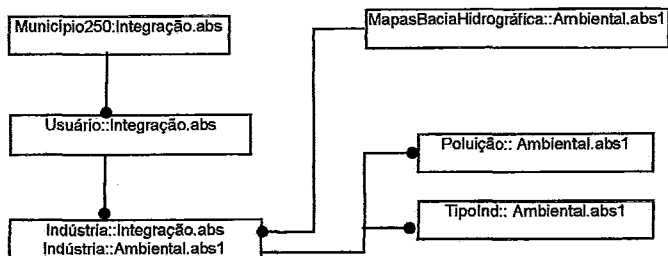 Município250:Integração.abs
MapasBaciaHidrográfica::Ambiental.abs1
Usuário::Integração.abs
Poluição:: Ambiental.abs1
TipoInd:: Ambiental.abs1
Indústria::Integração.abs
Indústria::Ambiental.abs1